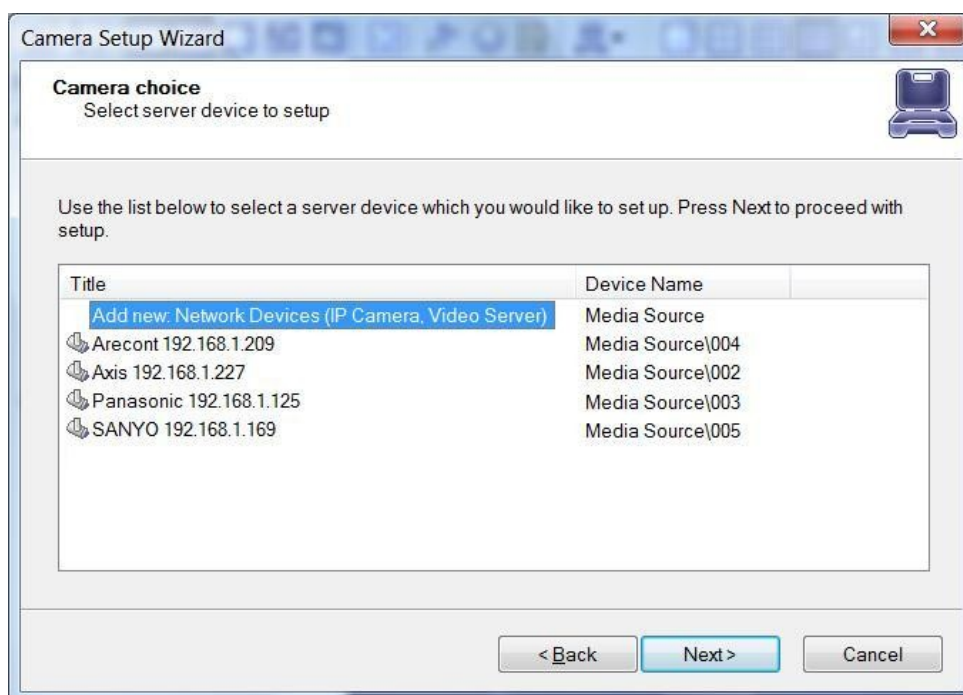 Camera Setup Wizard
Camera choice
Select server device to setup
Use the list below to select a server device which you would like to set up. Press Next to proceed with
setup.
Title Device Name
Add new: Network Devices (IP Camera, Video Server) Media Source
Arecont 192.168.1.209 Media Source\004
Axis 192.168.1.227 Media Source\002
Panasonic 192.168.1.125 Media Source\003
SANYO 192.168.1.169 Media Source\005
< Back Next > Cancel